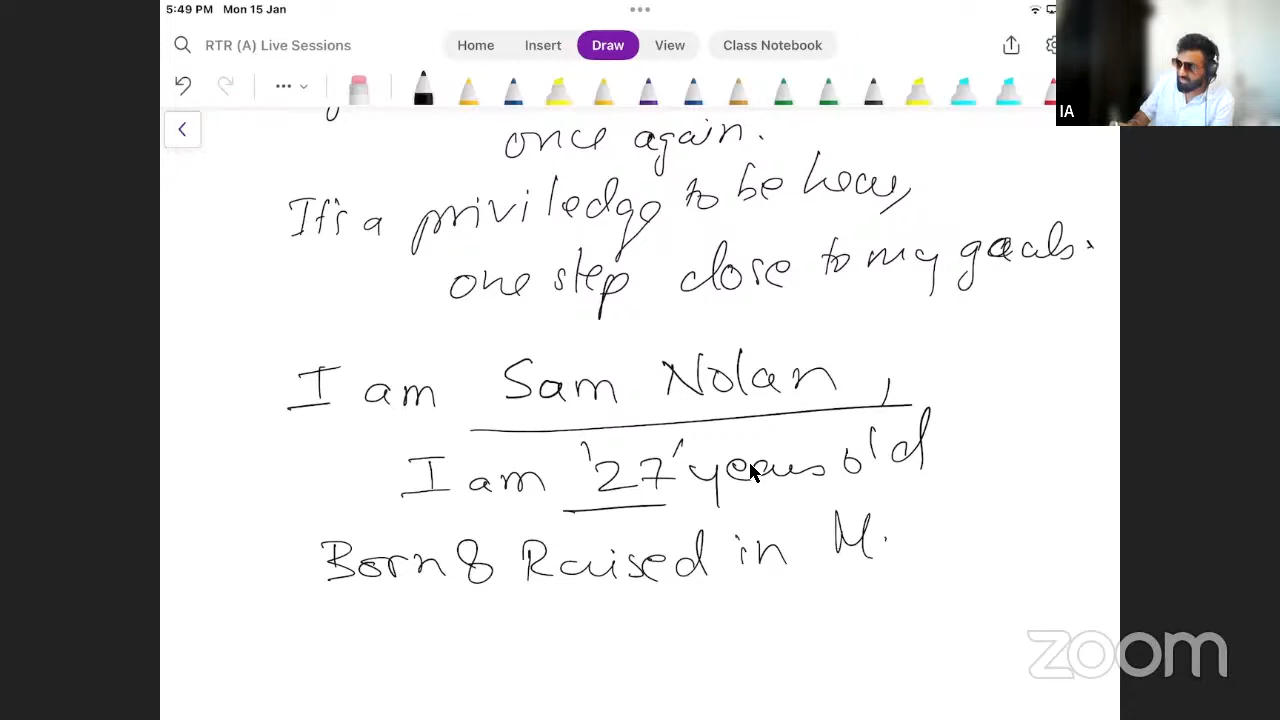 5:49 PM Mon 15 Jan
RTR (A) Live Sessions
Home Insert Draw View Class Notebook
IA
once again.
It's a priviledge to be here,
one step close to my goals.
I am Sam Nolan,
I am '27' years old
Born & Raised in M.
zoom